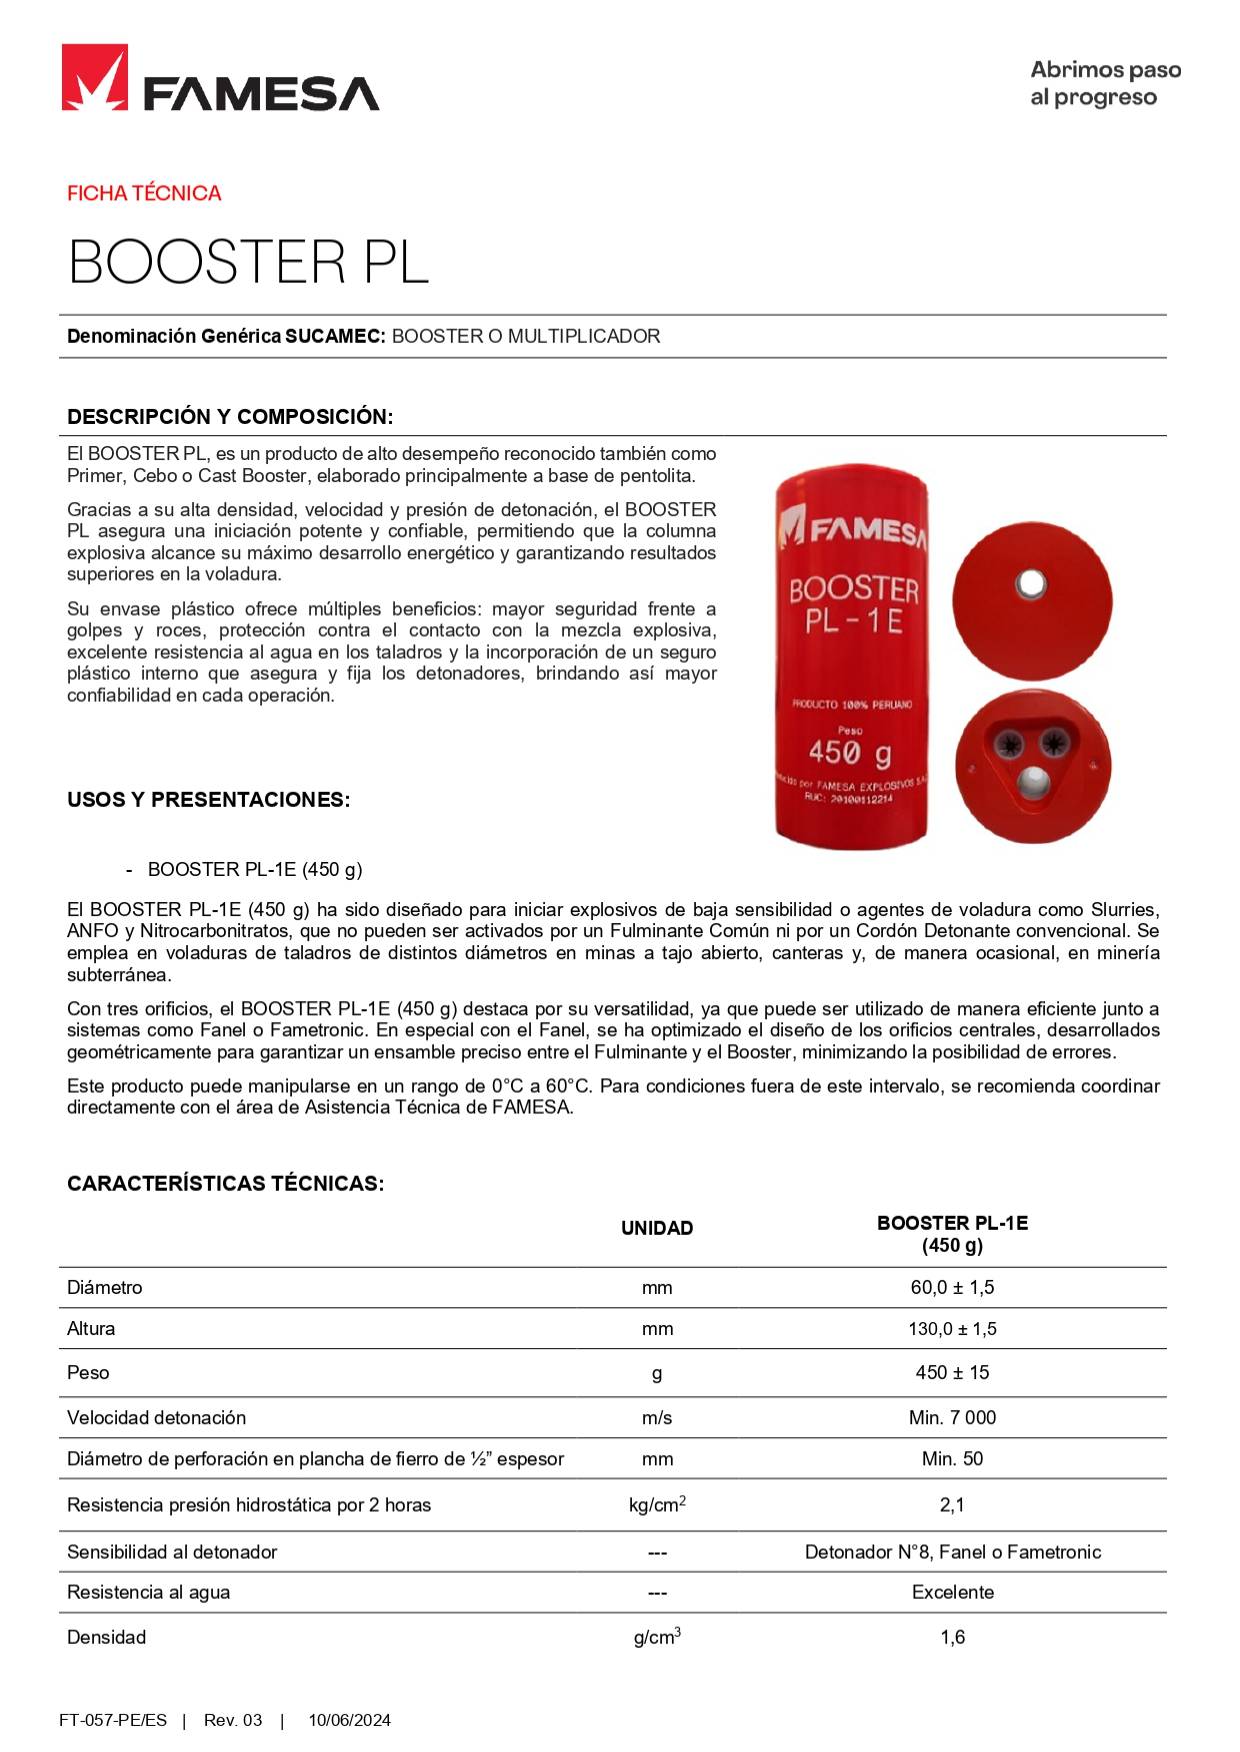 FAMESA
Abrimos paso
al progreso
FICHA TÉCNICA
BOOSTER PL
Denominación Genérica SUCAMEC: BOOSTER O MULTIPLICADOR
DESCRIPCIÓN Y COMPOSICIÓN:
El BOOSTER PL, es un producto de alto desempeño reconocido también como
Primer, Cebo o Cast Booster, elaborado principalmente a base de pentolita.
Gracias a su alta densidad, velocidad y presión de detonación, el BOOSTER
PL asegura una iniciación potente y confiable, permitiendo que la columna
explosiva alcance su máximo desarrollo energético y garantizando resultados
superiores en la voladura.
Su envase plástico ofrece múltiples beneficios: mayor seguridad frente a
golpes y roces, protección contra el contacto con la mezcla explosiva,
excelente resistencia al agua en los taladros y la incorporación de un seguro
plástico interno que asegura y fija los detonadores, brindando así mayor
confiabilidad en cada operación.
FAMESA
BOOSTER
PL-1E
PRODUCTO 100% PERUANO
Peso
450 g
por FAMESA EXPLOSIVOS S.A.
RUC: 20100112214
USOS Y PRESENTACIONES:
- BOOSTER PL-1E (450 g)
El BOOSTER PL-1E (450 g) ha sido diseñado para iniciar explosivos de baja sensibilidad o agentes de voladura como Slurries,
ANFO y Nitrocarbonitratos, que no pueden ser activados por un Fulminante Común ni por un Cordón Detonante convencional. Se
emplea en voladuras de taladros de distintos diámetros en minas a tajo abierto, canteras y, de manera ocasional, en minería
subterránea.
Con tres orificios, el BOOSTER PL-1E (450 g) destaca por su versatilidad, ya que puede ser utilizado de manera eficiente junto a
sistemas como Fanel o Fametronic. En especial con el Fanel, se ha optimizado el diseño de los orificios centrales, desarrollados
geométricamente para garantizar un ensamble preciso entre el Fulminante y el Booster, minimizando la posibilidad de errores.
Este producto puede manipularse en un rango de 0°C a 60°C. Para condiciones fuera de este intervalo, se recomienda coordinar
directamente con el área de Asistencia Técnica de FAMESA.
CARACTERÍSTICAS TÉCNICAS:
UNIDAD BOOSTER PL-1E
(450 g)
Diámetro mm 60,0 ± 1,5
Altura mm 130,0 ± 1,5
Peso g 450 ± 15
Velocidad detonación m/s Min. 7 000
Diámetro de perforación en plancha de fierro de ½” espesor mm Min. 50
Resistencia presión hidrostática por 2 horas kg/cm² 2,1
Sensibilidad al detonador --- Detonador N°8, Fanel o Fametronic
Resistencia al agua --- Excelente
Densidad g/cm³ 1,6
FT-057-PE/ES | Rev. 03 | 10/06/2024